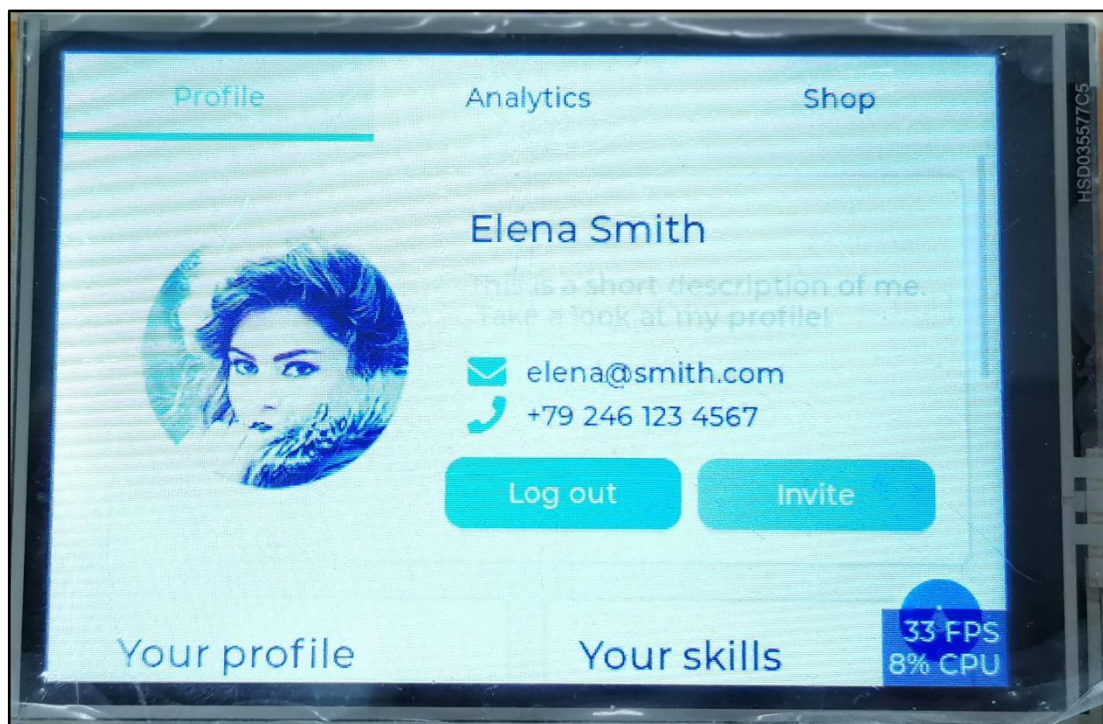 Profile
Analytics
Shop
Elena Smith
This is a short description of me.
Take a look at my profile!
elena@smith.com
+79 246 123 4567
Log out
Invite
Your profile
Your skills
33 FPS
8% CPU
HSD035577C5